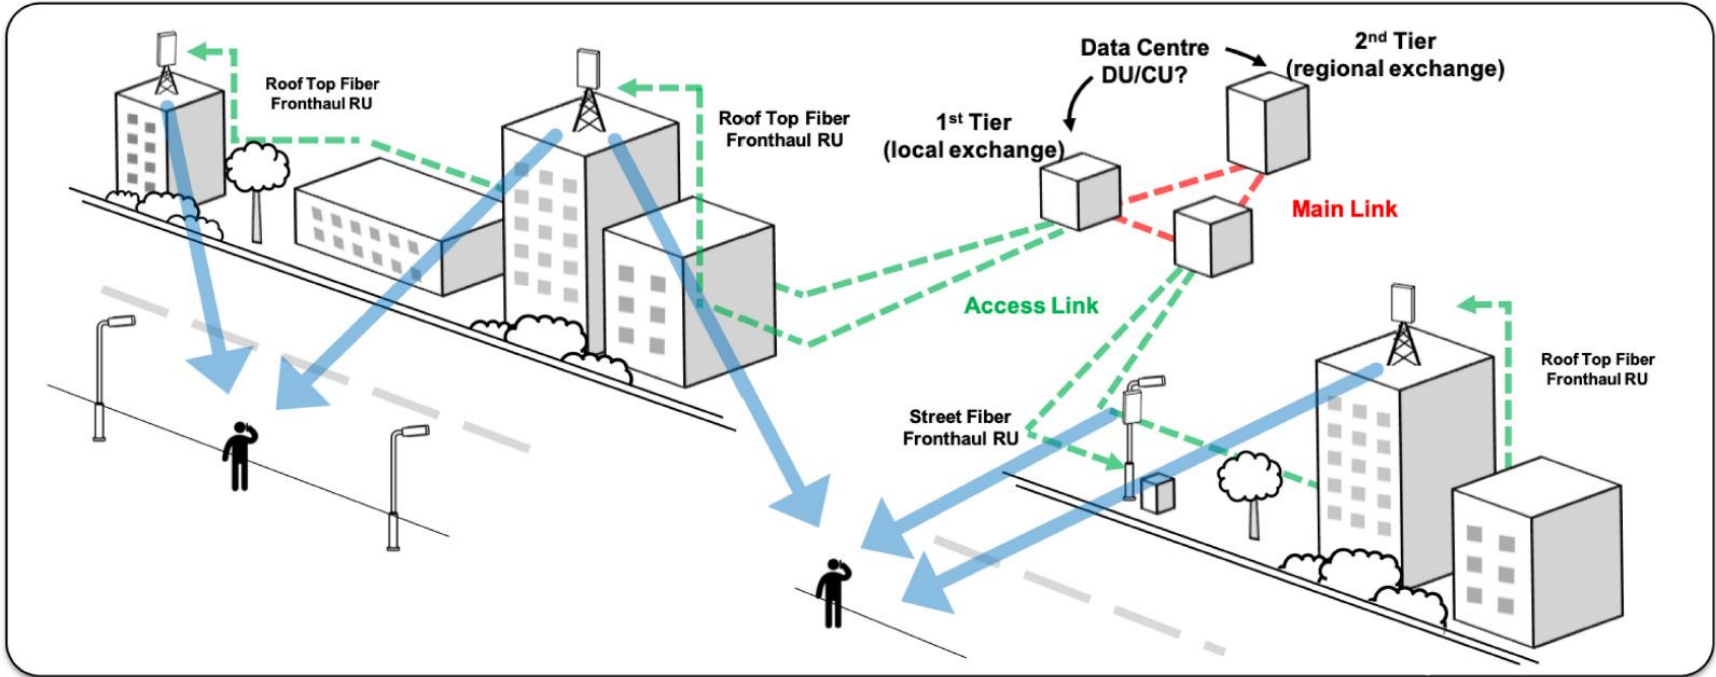 Roof Top Fiber
Fronthaul RU
Roof Top Fiber
Fronthaul RU
Data Centre
DU/CU?
2nd Tier
(regional exchange)
1st Tier
(local exchange)
Main Link
Access Link
Street Fiber
Fronthaul RU
Roof Top Fiber
Fronthaul RU